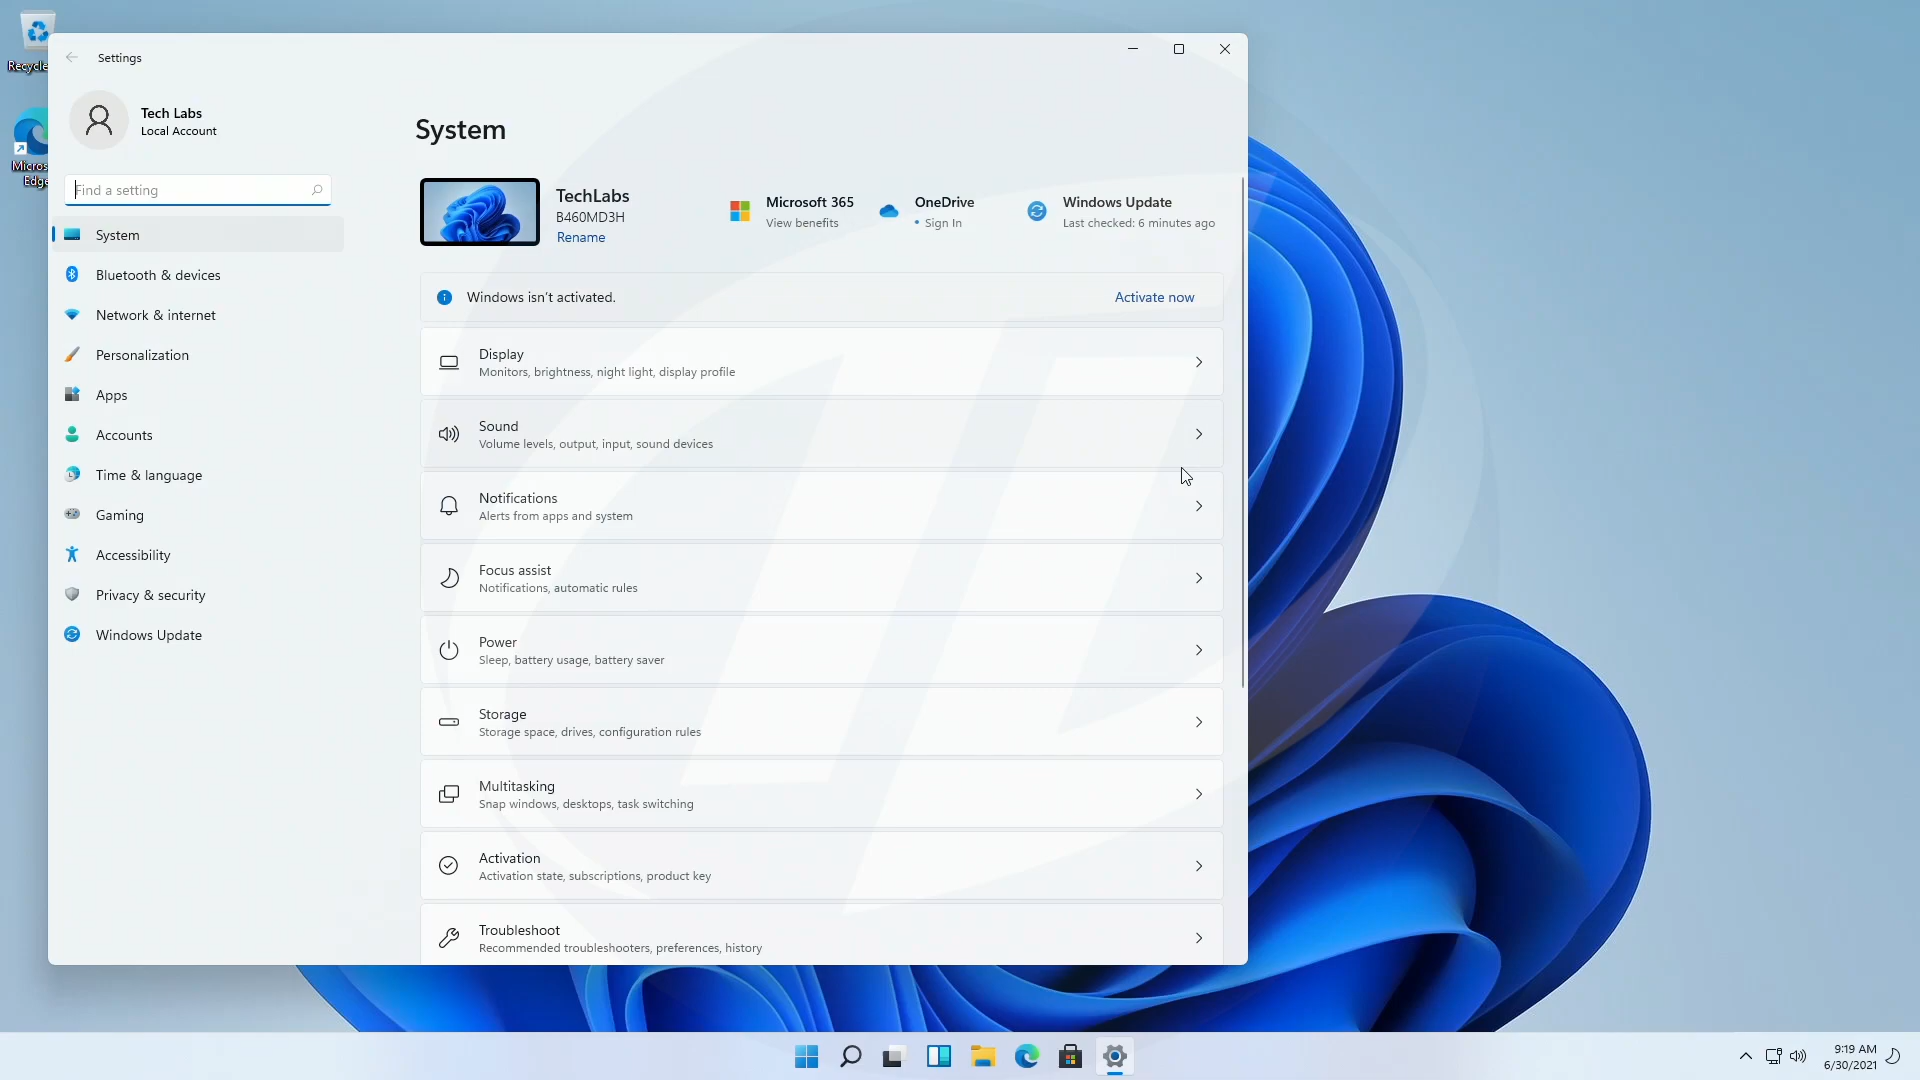 Recycle
Micros
Edge
Settings
Tech Labs
Local Account
Find a setting
System
Bluetooth & devices
Network & internet
Personalization
Apps
Accounts
Time & language
Gaming
Accessibility
Privacy & security
Windows Update
System
TechLabs
B460MD3H
Rename
Microsoft 365
View benefits
OneDrive
• Sign In
Windows Update
Last checked: 6 minutes ago
Windows isn't activated.
Activate now
Display
Monitors, brightness, night light, display profile
Sound
Volume levels, output, input, sound devices
Notifications
Alerts from apps and system
Focus assist
Notifications, automatic rules
Power
Sleep, battery usage, battery saver
Storage
Storage space, drives, configuration rules
Multitasking
Snap windows, desktops, task switching
Activation
Activation state, subscriptions, product key
Troubleshoot
Recommended troubleshooters, preferences, history
9:19 AM
6/30/2021